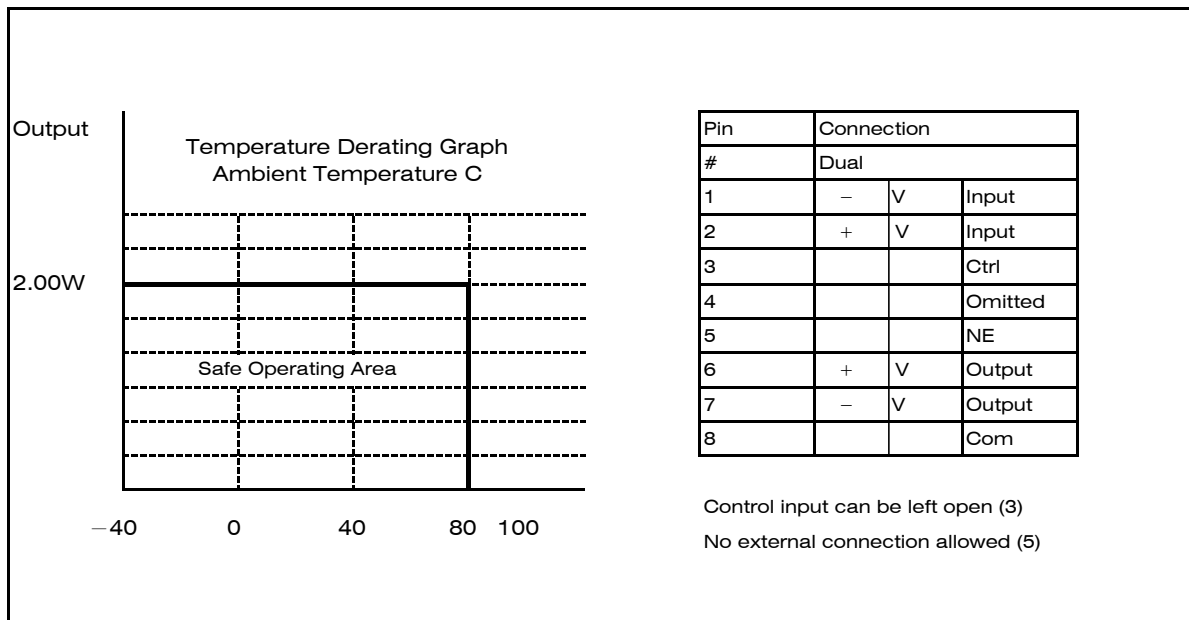 Output
Temperature Derating Graph
Ambient Temperature C
2.00W
Safe Operating Area
−40 0 40 80 100
Pin Connection
# Dual
1 − V Input
2 + V Input
3 Ctrl
4 Omitted
5 NE
6 + V Output
7 − V Output
8 Com
Control input can be left open (3)
No external connection allowed (5)